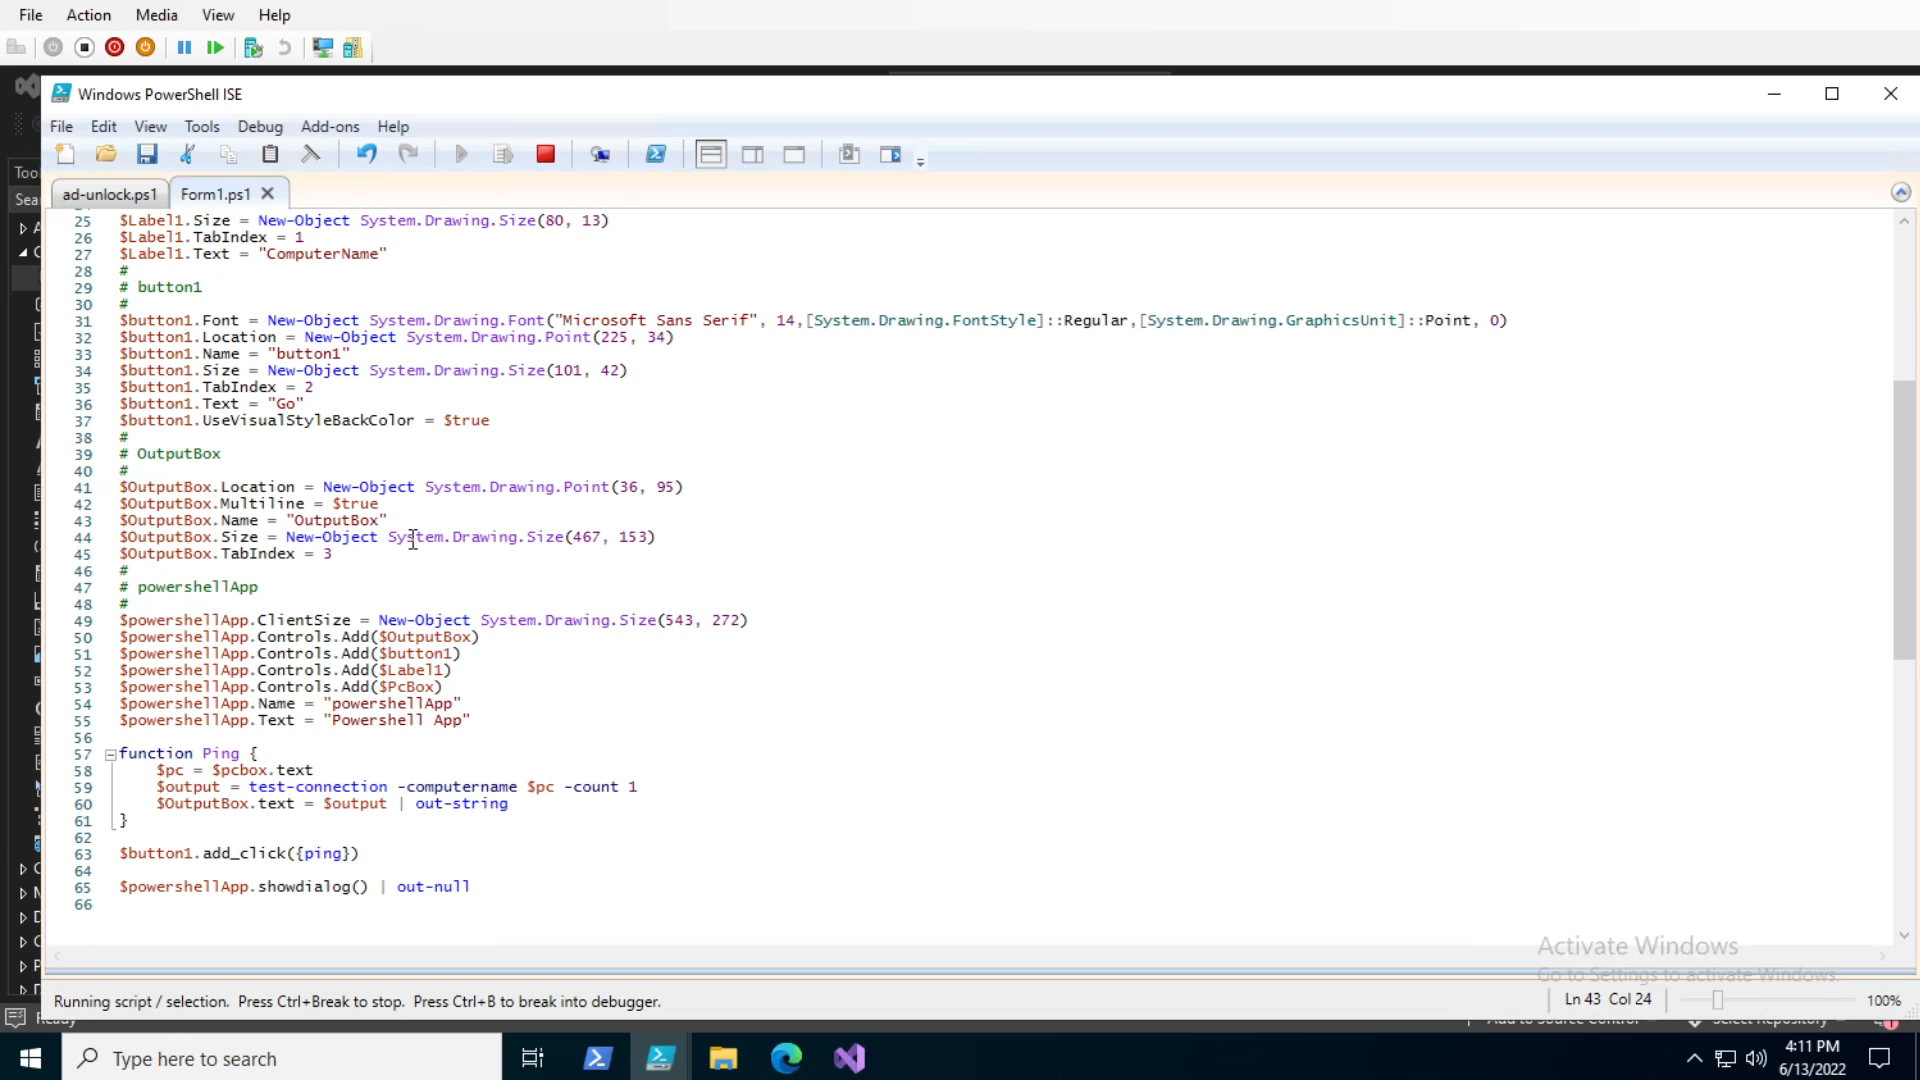 File Action Media View Help
Windows PowerShell ISE
File Edit View Tools Debug Add-ons Help
ad-unlock.ps1 Form1.ps1
25 $Label1.Size = New-Object System.Drawing.Size(80, 13)
26 $Label1.TabIndex = 1
27 $Label1.Text = "ComputerName"
28 #
29 # button1
30 #
31 $button1.Font = New-Object System.Drawing.Font("Microsoft Sans Serif", 14,[System.Drawing.FontStyle]::Regular,[System.Drawing.GraphicsUnit]::Point, 0)
32 $button1.Location = New-Object System.Drawing.Point(225, 34)
33 $button1.Name = "button1"
34 $button1.Size = New-Object System.Drawing.Size(101, 42)
35 $button1.TabIndex = 2
36 $button1.Text = "Go"
37 $button1.UseVisualStyleBackColor = $true
38 #
39 # OutputBox
40 #
41 $OutputBox.Location = New-Object System.Drawing.Point(36, 95)
42 $OutputBox.Multiline = $true
43 $OutputBox.Name = "OutputBox"
44 $OutputBox.Size = New-Object System.Drawing.Size(467, 153)
45 $OutputBox.TabIndex = 3
46 #
47 # powershellApp
48 #
49 $powershellApp.ClientSize = New-Object System.Drawing.Size(543, 272)
50 $powershellApp.Controls.Add($OutputBox)
51 $powershellApp.Controls.Add($button1)
52 $powershellApp.Controls.Add($Label1)
53 $powershellApp.Controls.Add($PcBox)
54 $powershellApp.Name = "powershellApp"
55 $powershellApp.Text = "Powershell App"
56
57 function Ping {
58 $pc = $pcbox.text
59 $output = test-connection -computername $pc -count 1
60 $OutputBox.text = $output | out-string
61 }
62
63 $button1.add_click({ping})
64
65 $powershellApp.showdialog() | out-null
66
Activate Windows
Go to Settings to activate Windows.
Running script / selection. Press Ctrl+Break to stop. Press Ctrl+B to break into debugger.
Ln 43 Col 24
100%
Type here to search
4:11 PM
6/13/2022